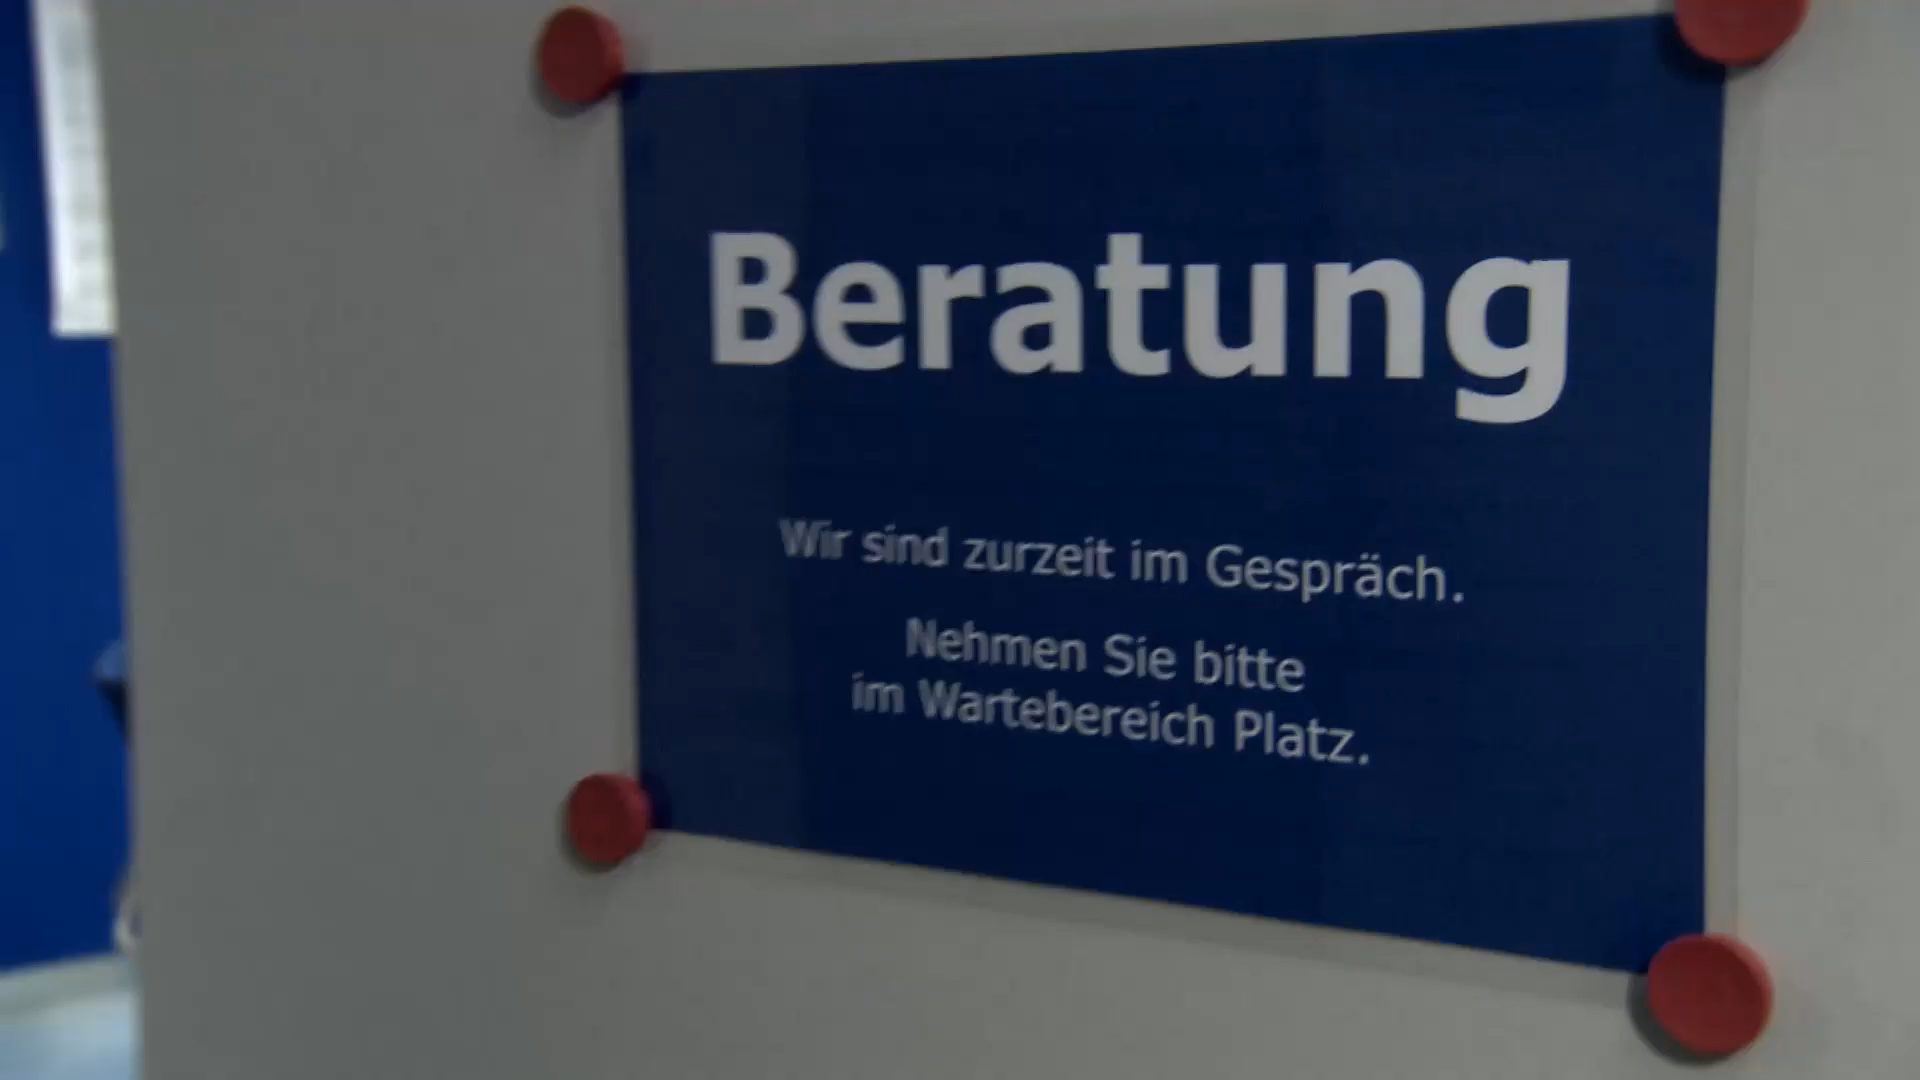 Beratung
Wir sind zurzeit im Gespräch.
Nehmen Sie bitte
im Wartebereich Platz.